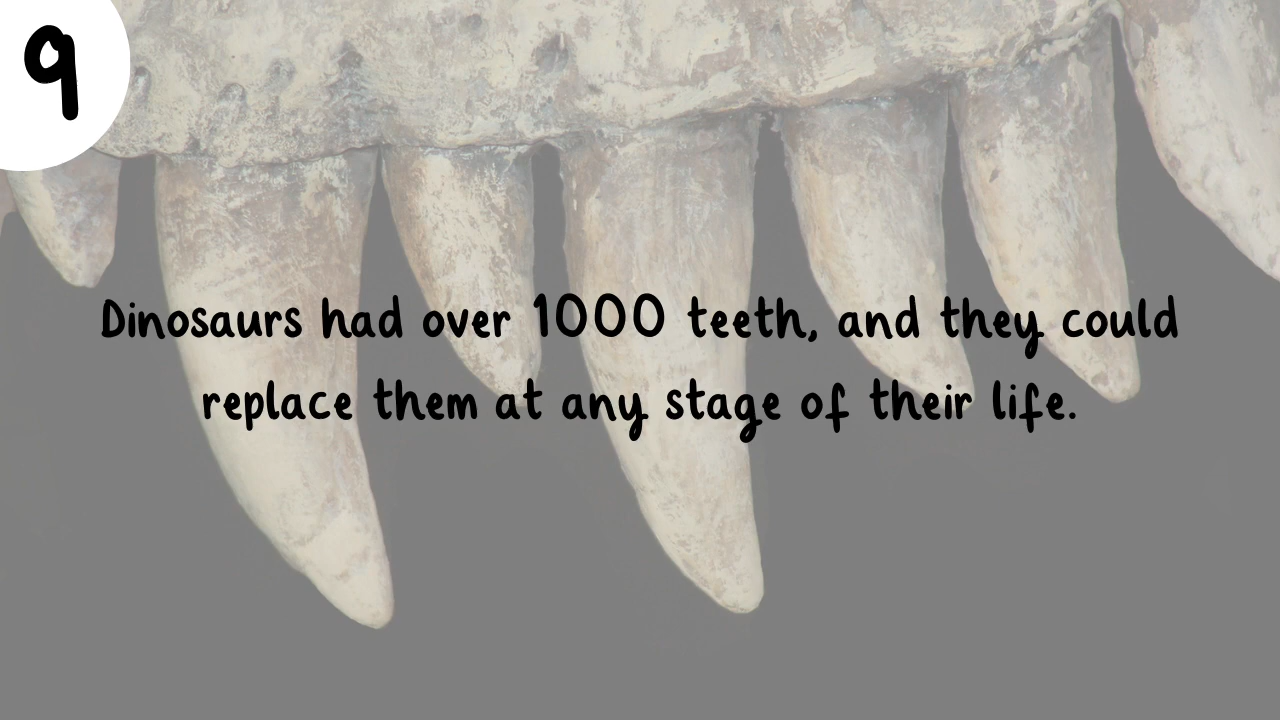 9
Dinosaurs had over 1000 teeth, and they could
replace them at any stage of their life.